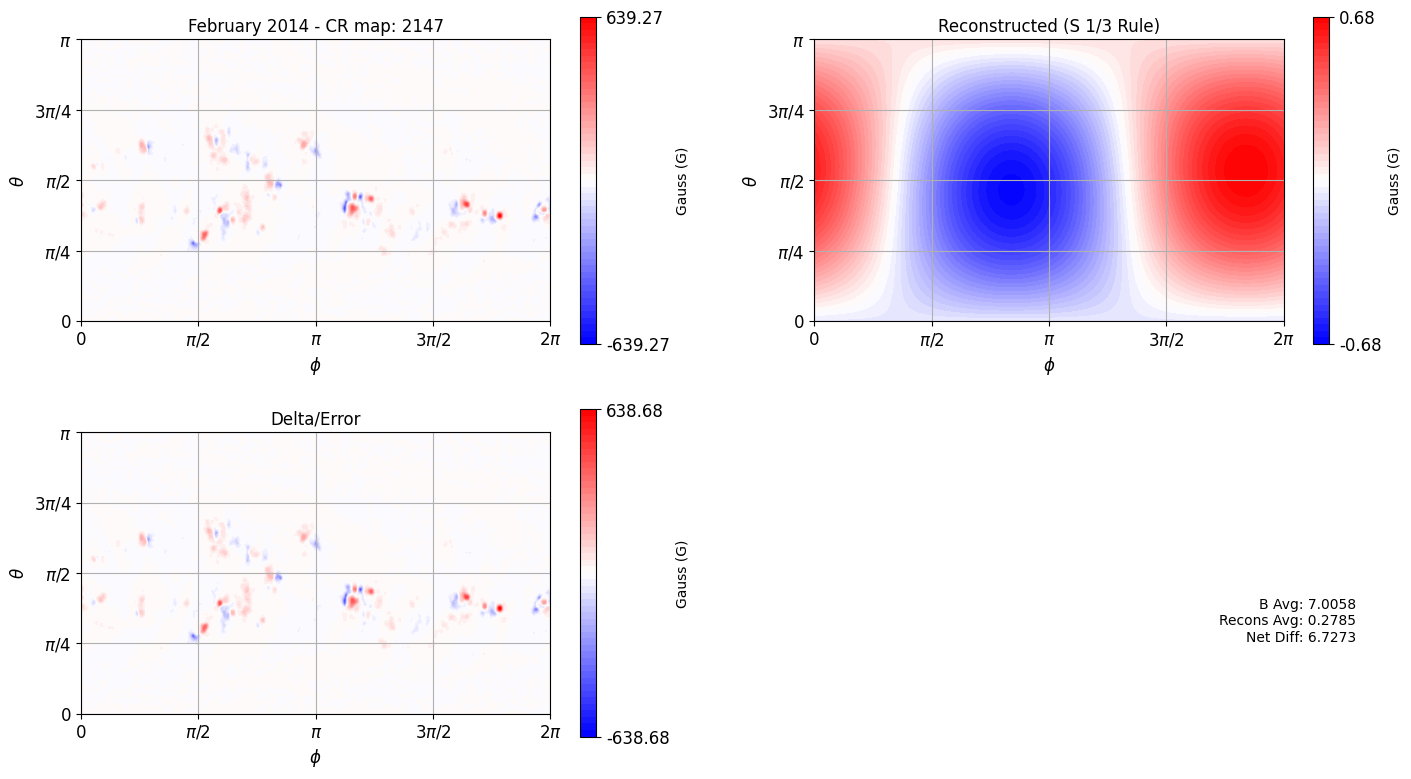 February 2014 - CR map: 2147
π
3π/4
π/2
π/4
0
θ
0
π/2
π
3π/2
2π
ϕ
639.27
-639.27
Gauss (G)
Reconstructed (S 1/3 Rule)
π
3π/4
π/2
π/4
0
θ
0
π/2
π
3π/2
2π
ϕ
0.68
-0.68
Gauss (G)
Delta/Error
π
3π/4
π/2
π/4
0
θ
0
π/2
π
3π/2
2π
ϕ
638.68
-638.68
Gauss (G)
B Avg: 7.0058
Recons Avg: 0.2785
Net Diff: 6.7273